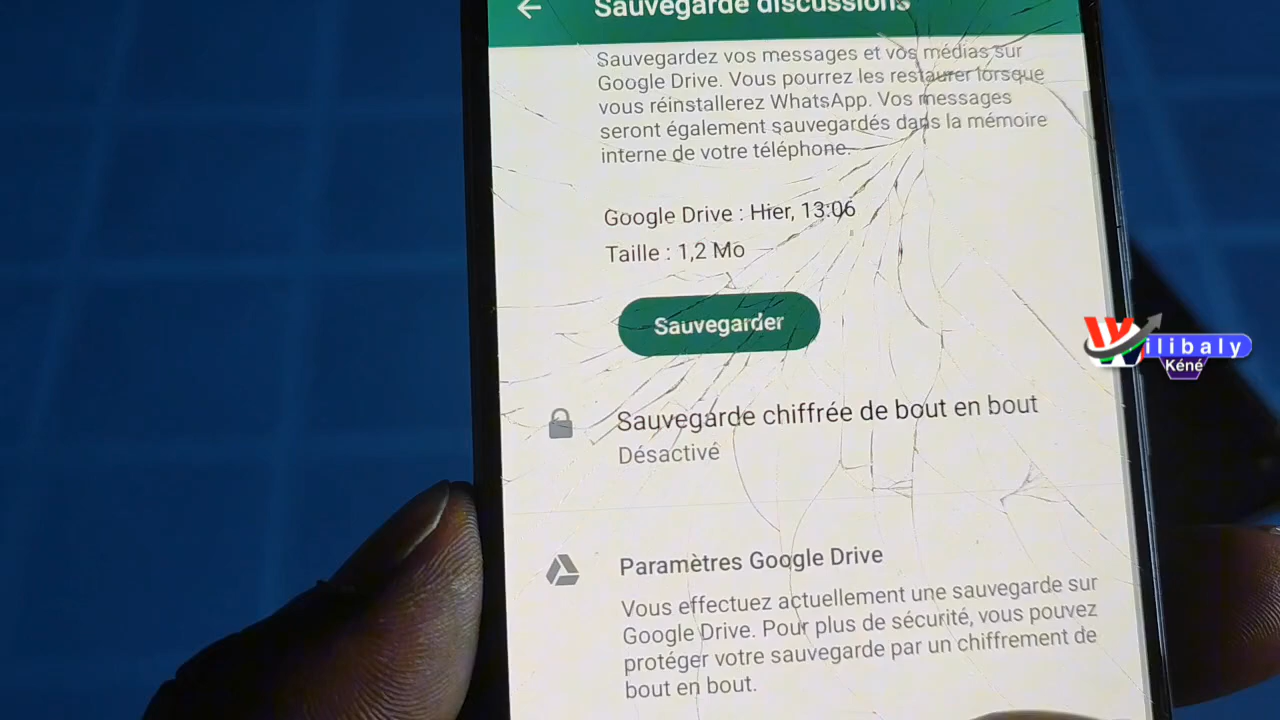 Sauvegarde discussions
Sauvegardez vos messages et vos médias sur
Google Drive. Vous pourrez les restaurer lorsque
vous réinstallerez WhatsApp. Vos messages
seront également sauvegardés dans la mémoire
interne de votre téléphone.
Google Drive : Hier, 13:06
Taille : 1,2 Mo
Sauvegarder
Sauvegarde chiffrée de bout en bout
Désactivé
Paramètres Google Drive
Vous effectuez actuellement une sauvegarde sur
Google Drive. Pour plus de sécurité, vous pouvez
protéger votre sauvegarde par un chiffrement de
bout en bout.
Wilibaly
Kéné